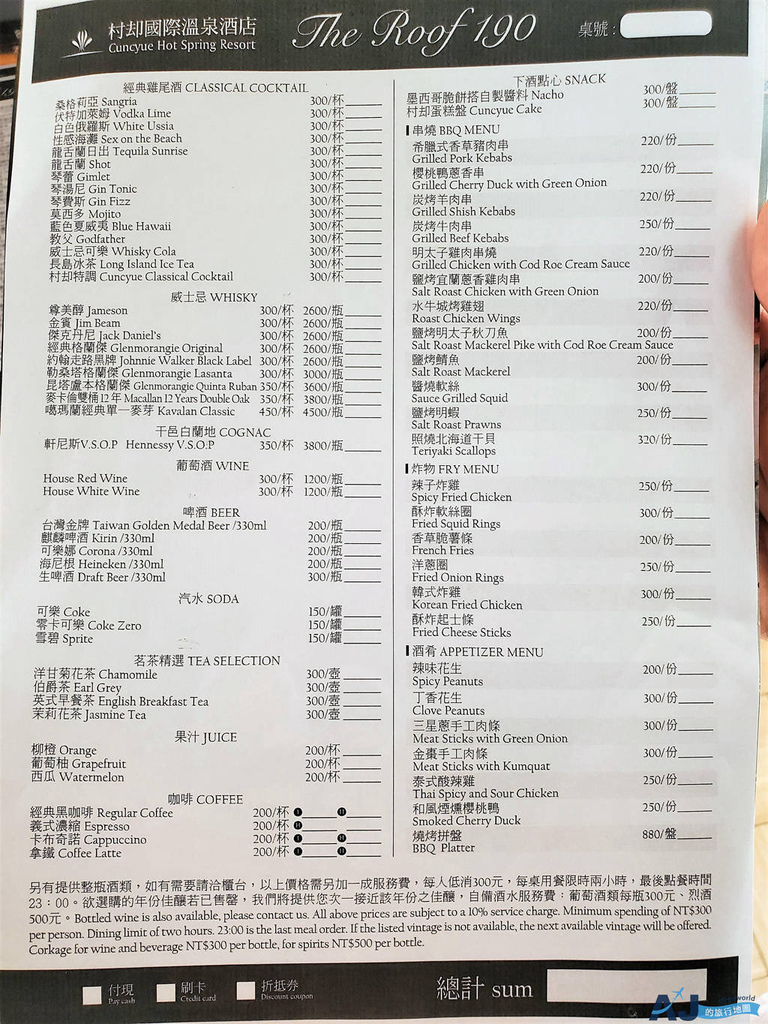 村却國際溫泉酒店
Cuncyue Hot Spring Resort
The Roof 190
桌號:
經典雞尾酒 CLASSICAL COCKTAIL
桑格莉亞 Sangria 300/杯
伏特加萊姆 Vodka Lime 300/杯
白色俄羅斯 White Ussia 300/杯
性感海灘 Sex on the Beach 300/杯
龍舌蘭日出 Tequila Sunrise 300/杯
龍舌蘭 Shot 300/杯
琴蕾 Gimlet 300/杯
琴湯尼 Gin Tonic 300/杯
琴費斯 Gin Fizz 300/杯
莫西多 Mojito 300/杯
藍色夏威夷 Blue Hawaii 300/杯
教父 Godfather 300/杯
威士忌可樂 Whisky Cola 300/杯
長島冰茶 Long Island Ice Tea 300/杯
村却特調 Cuncyue Classical Cocktail 300/杯
威士忌 WHISKY
尊美醇 Jameson 300/杯 2600/瓶
金賓 Jim Beam 300/杯 2600/瓶
傑克丹尼 Jack Daniel's 300/杯 2600/瓶
經典格蘭傑 Glenmorangie Original 300/杯 2600/瓶
約翰走路黑牌 Johnnie Walker Black Label 300/杯 2600/瓶
勒桑塔格蘭傑 Glenmorangie Lasanta 300/杯 3000/瓶
昆塔盧本格蘭傑 Glenmorangie Quinta Ruban 350/杯 3600/瓶
麥卡倫雙桶12年 Macallan 12 Years Double Oak 350/杯 3800/瓶
噶瑪蘭經典單一麥芽 Kavalan Classic 450/杯 4500/瓶
干邑白蘭地 COGNAC
軒尼斯V.S.O.P Hennessy V.S.O.P 350/杯 3800/瓶
葡萄酒 WINE
House Red Wine 300/杯 1200/瓶
House White Wine 300/杯 1200/瓶
啤酒 BEER
台灣金牌 Taiwan Golden Medal Beer /330ml 200/瓶
麒麟啤酒 Kirin /330ml 200/瓶
可樂娜 Corona /330ml 200/瓶
海尼根 Heineken /330ml 200/瓶
生啤酒 Draft Beer /330ml 300/瓶
汽水 SODA
可樂 Coke 150/罐
零卡可樂 Coke Zero 150/罐
雪碧 Sprite 150/罐
茗茶精選 TEA SELECTION
洋甘菊花茶 Chamomile 300/壺
伯爵茶 Earl Grey 300/壺
英式早餐茶 English Breakfast Tea 300/壺
茉莉花茶 Jasmine Tea 300/壺
果汁 JUICE
柳橙 Orange 200/杯
葡萄柚 Grapefruit 200/杯
西瓜 Watermelon 200/杯
咖啡 COFFEE
經典黑咖啡 Regular Coffee 200/杯 I H
義式濃縮 Espresso 200/杯 H
卡布奇諾 Cappuccino 200/杯 I H
拿鐵 Coffee Latte 200/杯 I H
下酒點心 SNACK
墨西哥脆餅搭自製醬料 Nacho 300/盤
村却蛋糕盤 Cuncyue Cake 300/盤
串燒 BBQ MENU
希臘式香草豬肉串 220/份
Grilled Pork Kebabs
櫻桃鴨蔥香串 220/份
Grilled Cherry Duck with Green Onion
炭烤羊肉串 220/份
Grilled Shish Kebabs
炭烤牛肉串 250/份
Grilled Beef Kebabs
明太子雞肉串燒 220/份
Grilled Chicken with Cod Roe Cream Sauce
鹽烤宜蘭蔥香雞肉串 200/份
Salt Roast Chicken with Green Onion
水牛城烤雞翅 220/份
Roast Chicken Wings
鹽烤明太子秋刀魚 200/份
Salt Roast Mackerel Pike with Cod Roe Cream Sauce
鹽烤鯖魚 200/份
Salt Roast Mackerel
醬燒軟絲 300/份
Sauce Grilled Squid
鹽烤明蝦 250/份
Salt Roast Prawns
照燒北海道干貝 320/份
Teriyaki Scallops
炸物 FRY MENU
辣子炸雞 250/份
Spicy Fried Chicken
酥炸軟絲圈 300/份
Fried Squid Rings
香草脆薯條 200/份
French Fries
洋蔥圈 250/份
Fried Onion Rings
韓式炸雞 300/份
Korean Fried Chicken
酥炸起士條 250/份
Fried Cheese Sticks
酒肴 APPETIZER MENU
辣味花生 200/份
Spicy Peanuts
丁香花生 300/份
Clove Peanuts
三星蔥手工肉條 300/份
Meat Sticks with Green Onion
金棗手工肉條 300/份
Meat Sticks with Kumquat
泰式酸辣雞 250/份
Thai Spicy and Sour Chicken
和風煙燻櫻桃鴨 250/份
Smoked Cherry Duck
燒烤拼盤 880/盤
BBQ Platter
另有提供整瓶酒類，如有需要請洽櫃台，以上價格需另加一成服務費，每人低消300元，每桌用餐限時兩小時，最後點餐時間
23：00。欲選購的年份佳釀若已售罄，我們將提供您次一接近該年份之佳釀，自備酒水服務費：葡萄酒類每瓶300元、烈酒
500元。Bottled wine is also available, please contact us. All above prices are subject to a 10% service charge. Minimum spending of NT$300
per person. Dining limit of two hours. 23:00 is the last meal order. If the listed vintage is not available, the next available vintage will be offered.
Corkage for wine and beverage NT$300 per bottle, for spirits NT$500 per bottle.
付現 刷卡 折抵券 總計 sum
Pay cash Credit card Discount coupon
AJ world
的旅行地圖